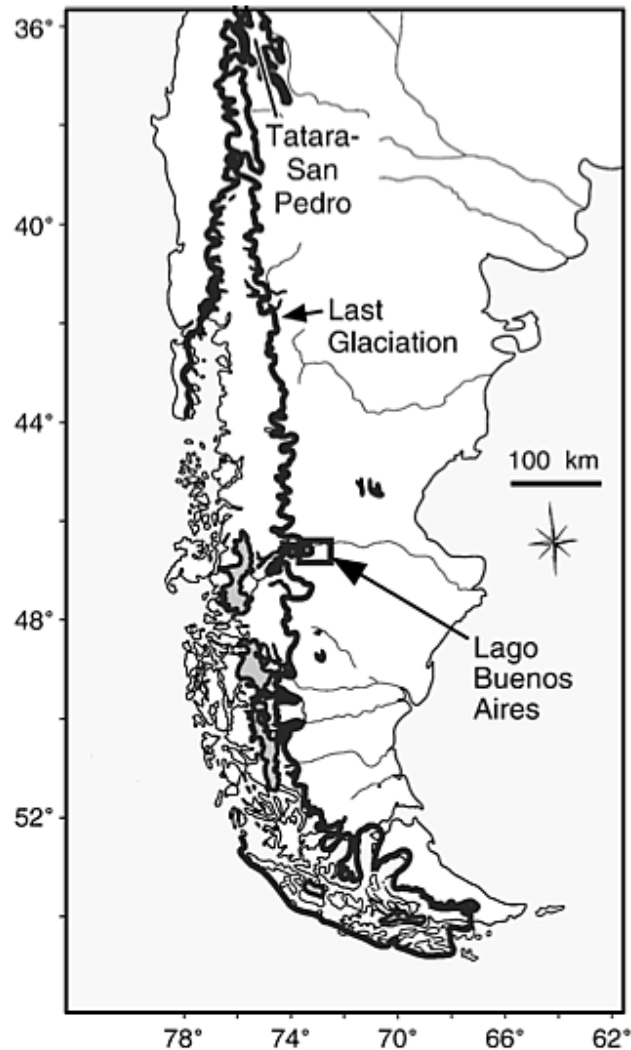 36°
Tatara-
San
Pedro
40°
Last
Glaciation
44°
100 km
48°
Lago
Buenos
Aires
52°
78°
74°
70°
66°
62°